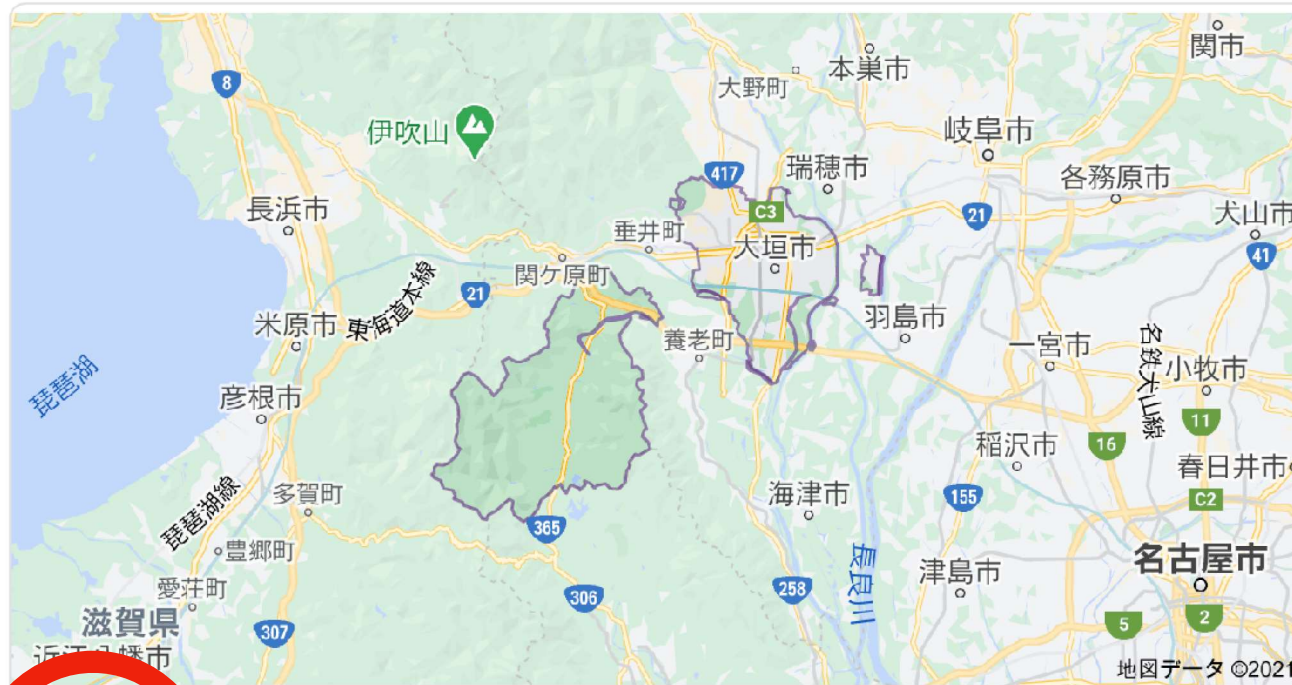 関市
本巣市
大野町
8
伊吹山
岐阜市
417
瑞穂市
各務原市
長浜市
C3
21
犬山市
垂井町
大垣市
41
関ケ原町
21
東海道本線
米原市
羽島市
養老町
一宮市
名鉄犬山線
小牧市
琵琶湖
彦根市
11
16
稲沢市
春日井市
多賀町
海津市
155
C2
琵琶湖線
365
豊郷町
長良川
名古屋市
津島市
愛荘町
306
258
滋賀県
307
5
2
近江八幡市
地図データ ©2021